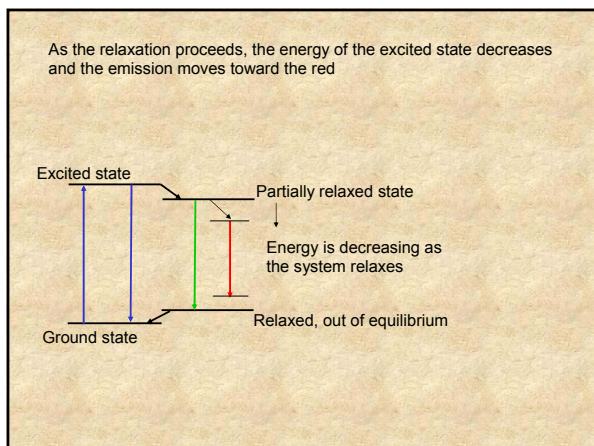 As the relaxation proceeds, the energy of the excited state decreases
and the emission moves toward the red
Excited state
Partially relaxed state
Energy is decreasing as
the system relaxes
Relaxed, out of equilibrium
Ground state